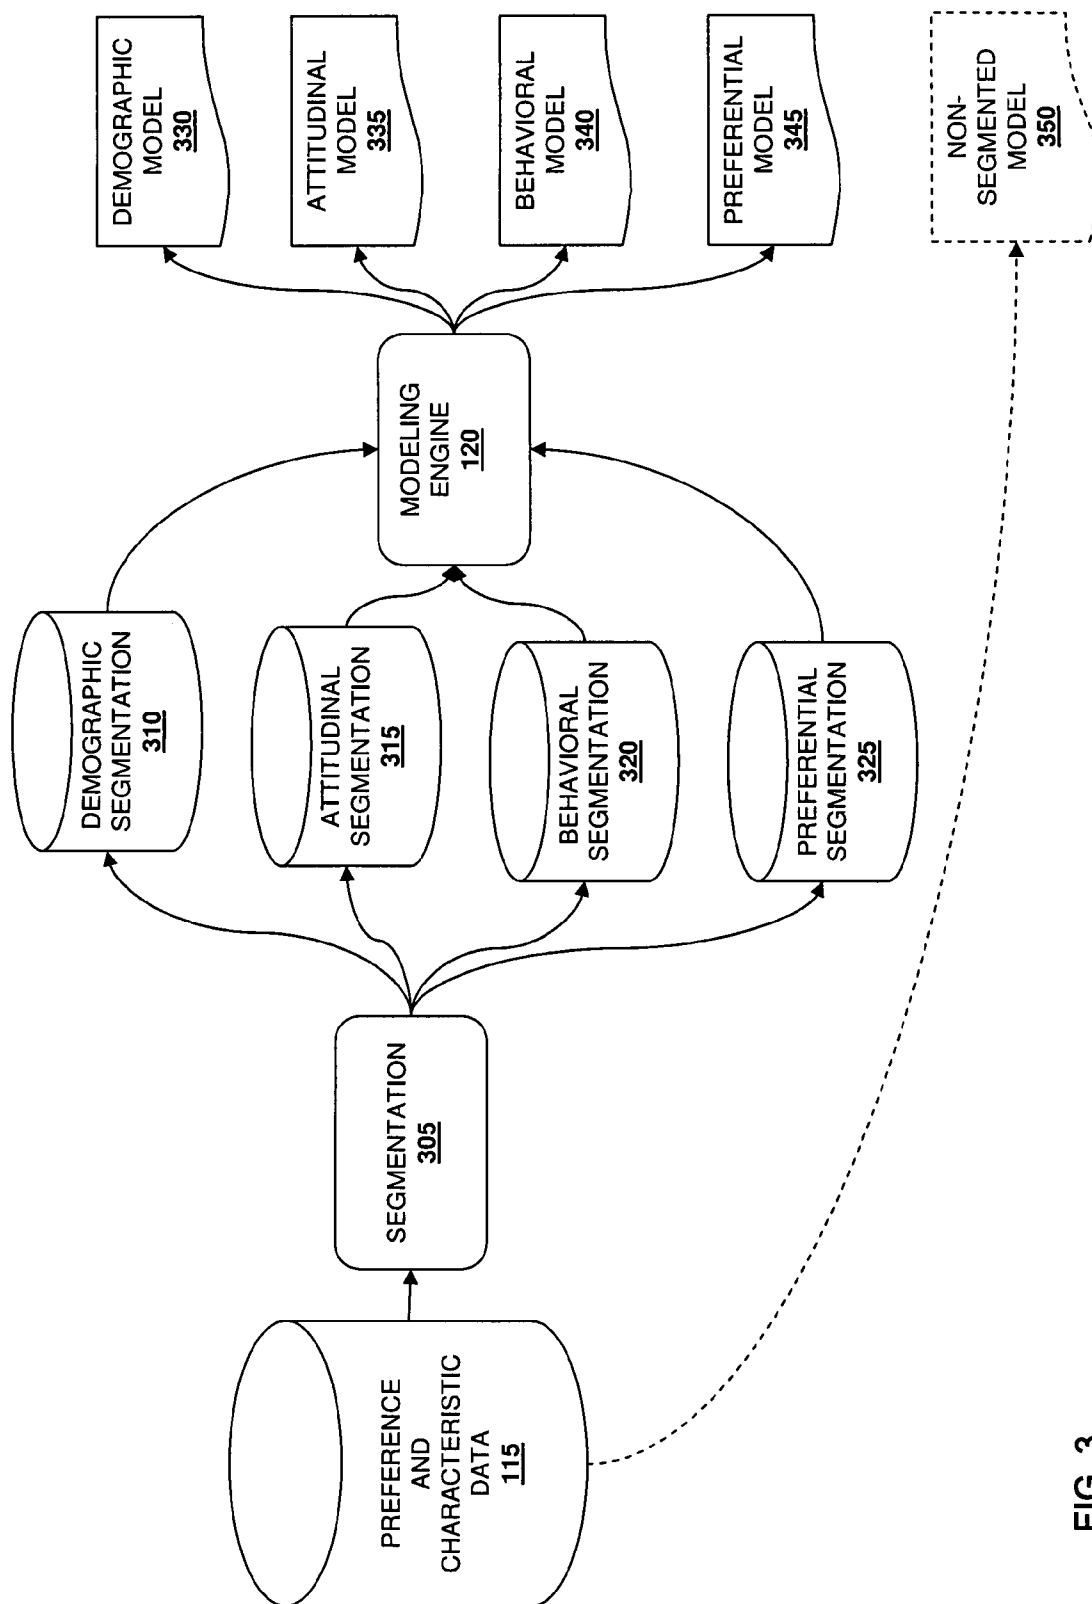 PREFERENCE
AND
CHARACTERISTIC
DATA
115
SEGMENTATION
305
DEMOGRAPHIC
SEGMENTATION
310
ATTITUDINAL
SEGMENTATION
315
BEHAVIORAL
SEGMENTATION
320
PREFERENTIAL
SEGMENTATION
325
MODELING
ENGINE
120
DEMOGRAPHIC
MODEL
330
ATTITUDINAL
MODEL
335
BEHAVIORAL
MODEL
340
PREFERENTIAL
MODEL
345
NON-
SEGMENTED
MODEL
350
FIG. 3